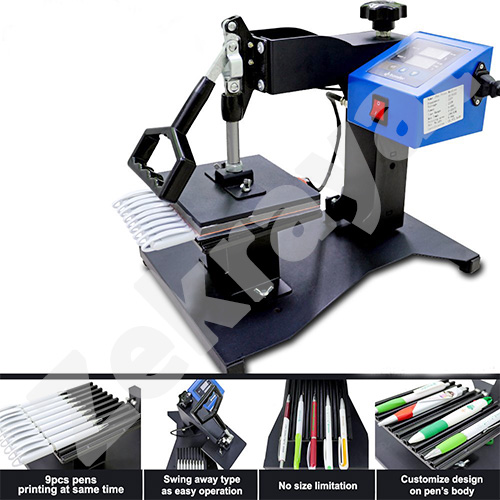 Zekraya
9pcs pens
printing at same time
Swing away type
as easy operation
No size limitation
Customize design
on pen's body